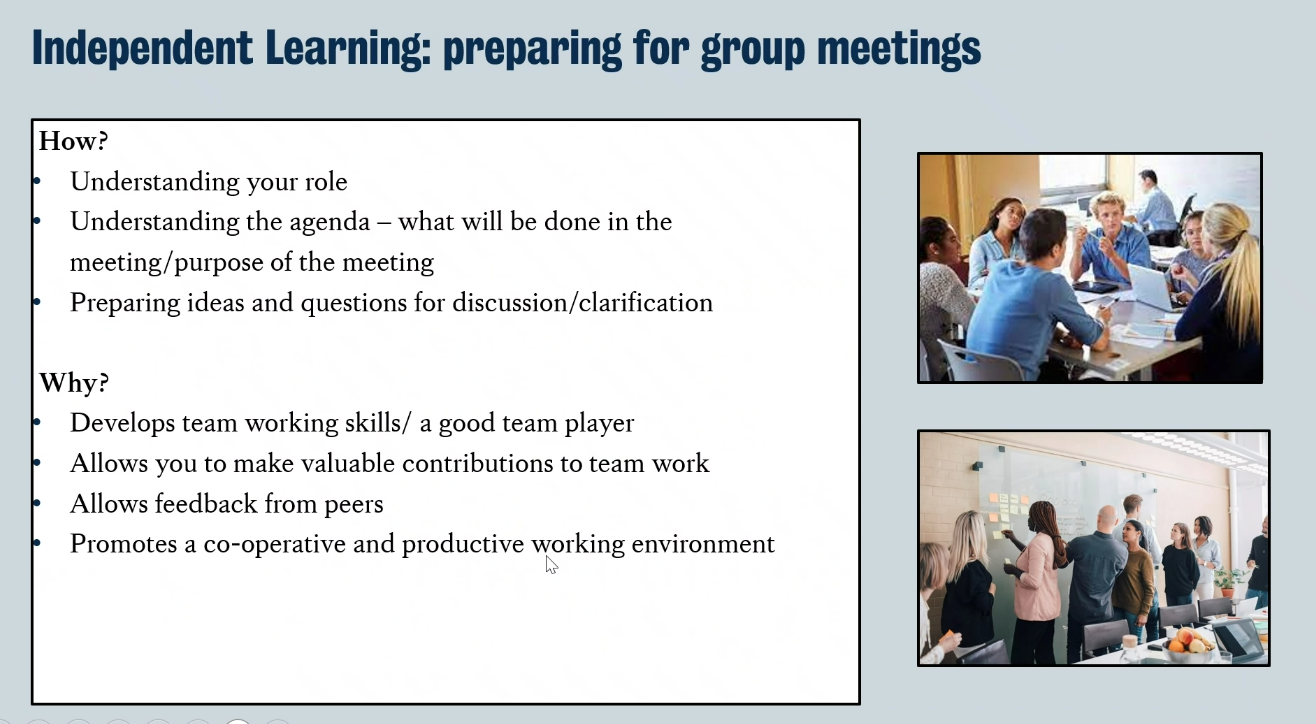 Independent Learning: preparing for group meetings
How?
• Understanding your role
• Understanding the agenda – what will be done in the
meeting/purpose of the meeting
• Preparing ideas and questions for discussion/clarification
Why?
• Develops team working skills/ a good team player
• Allows you to make valuable contributions to team work
• Allows feedback from peers
• Promotes a co-operative and productive working environment